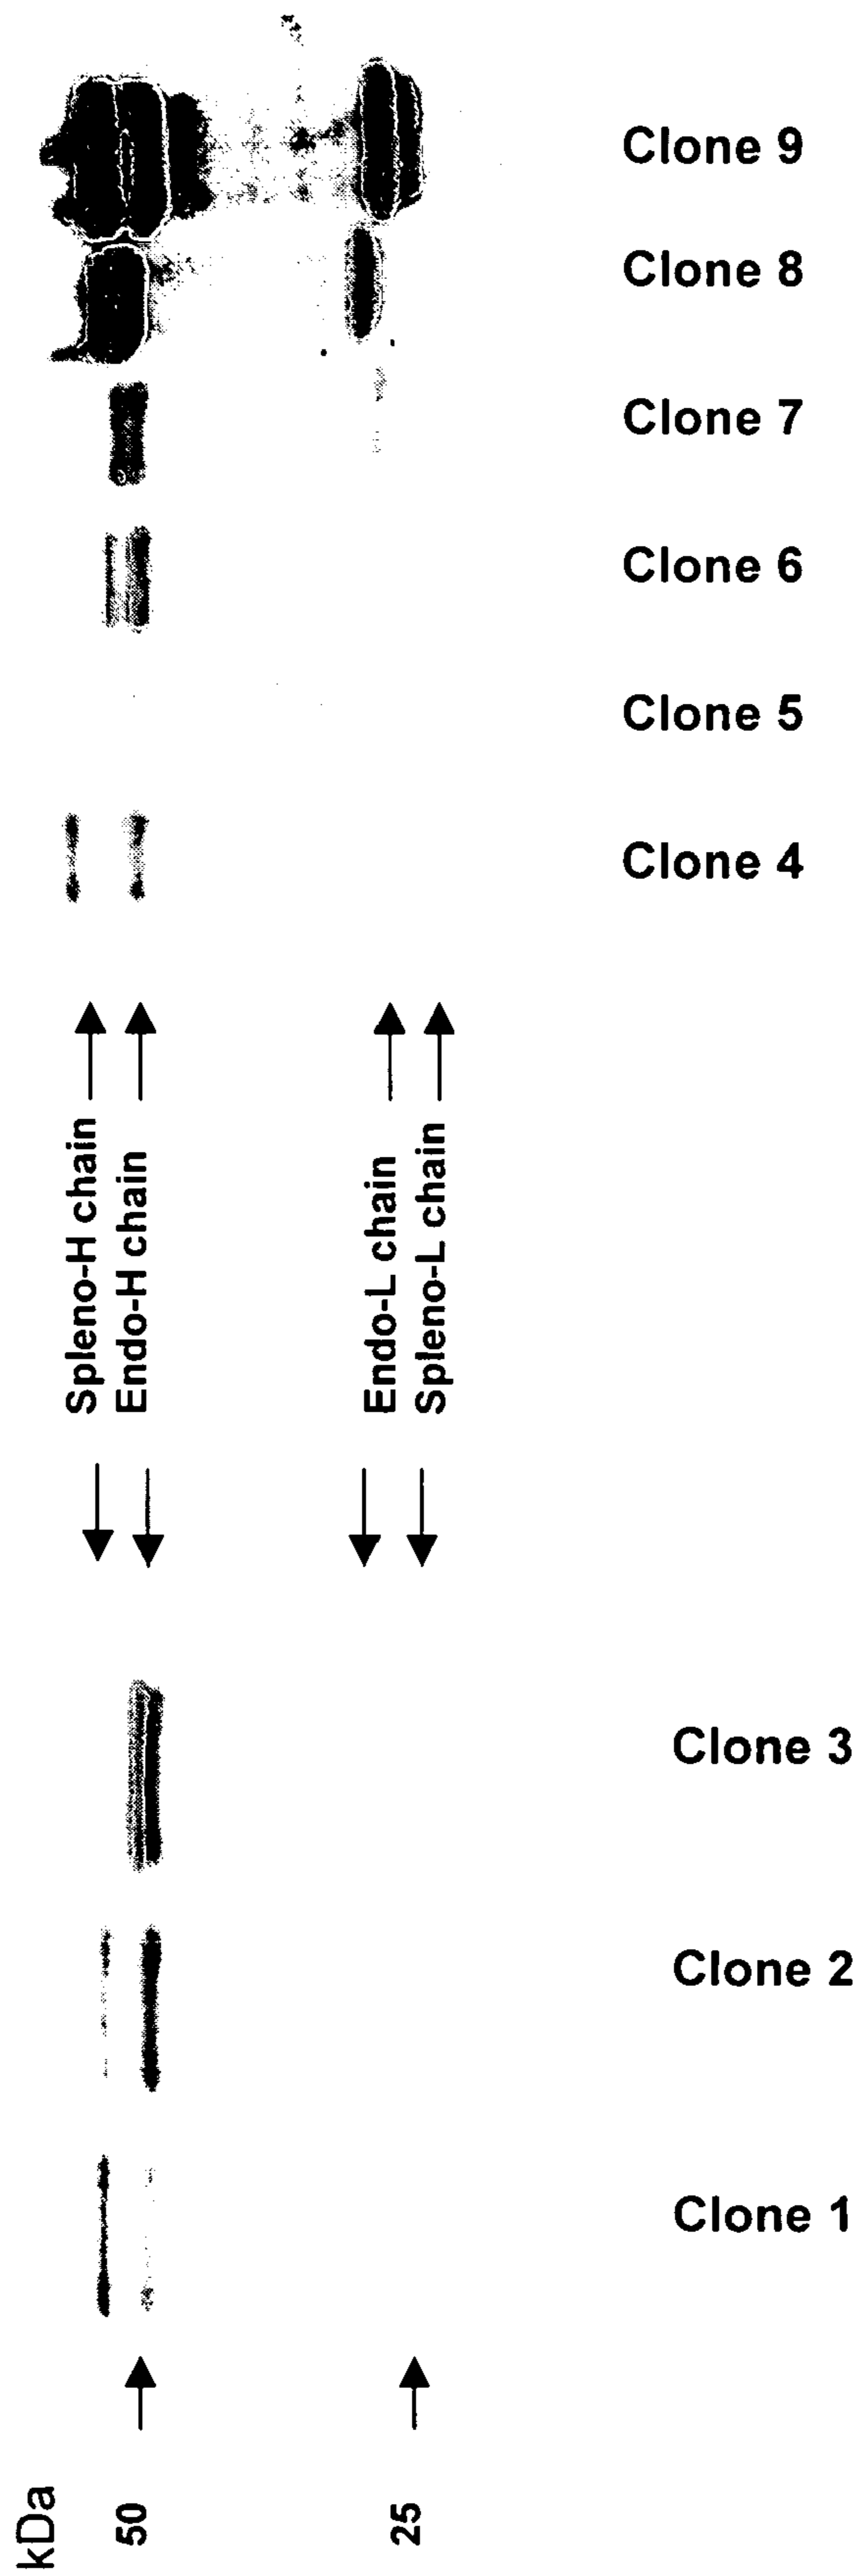 kDa
50
25
Spleno-H chain
Endo-H chain
Endo-L chain
Spleno-L chain
Clone 1
Clone 2
Clone 3
Clone 4
Clone 5
Clone 6
Clone 7
Clone 8
Clone 9